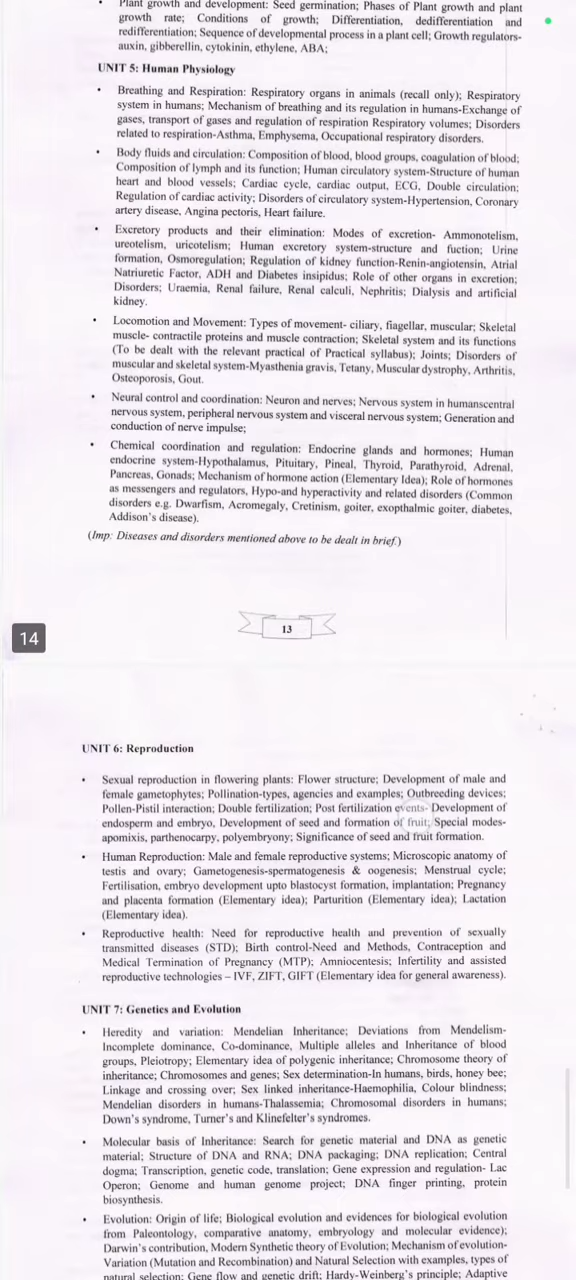 Plant growth and development: Seed germination; Phases of Plant growth and plant
growth rate; Conditions of growth; Differentiation, dedifferentiation and
redifferentiation; Sequence of developmental process in a plant cell; Growth regulators-
auxin, gibberellin, cytokinin, ethylene, ABA;
UNIT 5: Human Physiology
• Breathing and Respiration: Respiratory organs in animals (recall only); Respiratory
system in humans; Mechanism of breathing and its regulation in humans-Exchange of
gases, transport of gases and regulation of respiration Respiratory volumes; Disorders
related to respiration-Asthma, Emphysema, Occupational respiratory disorders.
• Body fluids and circulation: Composition of blood, blood groups, coagulation of blood;
Composition of lymph and its function; Human circulatory system-Structure of human
heart and blood vessels; Cardiac cycle, cardiac output, ECG, Double circulation;
Regulation of cardiac activity; Disorders of circulatory system-Hypertension, Coronary
artery disease, Angina pectoris, Heart failure.
• Excretory products and their elimination: Modes of excretion- Ammonotelism,
ureotelism, uricotelism; Human excretory system-structure and fuction; Urine
formation, Osmoregulation; Regulation of kidney function-Renin-angiotensin, Atrial
Natriuretic Factor, ADH and Diabetes insipidus; Role of other organs in excretion;
Disorders; Uraemia, Renal failure, Renal calculi, Nephritis; Dialysis and artificial
kidney.
• Locomotion and Movement: Types of movement- ciliary, fiagellar, muscular; Skeletal
muscle- contractile proteins and muscle contraction; Skeletal system and its functions
(To be dealt with the relevant practical of Practical syllabus); Joints; Disorders of
muscular and skeletal system-Myasthenia gravis, Tetany, Muscular dystrophy, Arthritis,
Osteoporosis, Gout.
• Neural control and coordination: Neuron and nerves; Nervous system in humanscentral
nervous system, peripheral nervous system and visceral nervous system; Generation and
conduction of nerve impulse;
• Chemical coordination and regulation: Endocrine glands and hormones; Human
endocrine system-Hypothalamus, Pituitary, Pineal, Thyroid, Parathyroid, Adrenal,
Pancreas, Gonads; Mechanism of hormone action (Elementary Idea); Role of hormones
as messengers and regulators, Hypo-and hyperactivity and related disorders (Common
disorders e.g. Dwarfism, Acromegaly, Cretinism, goiter, exopthalmic goiter, diabetes,
Addison's disease).
(Imp: Diseases and disorders mentioned above to be dealt in brief.)
13
14
UNIT 6: Reproduction
• Sexual reproduction in flowering plants: Flower structure; Development of male and
female gametophytes; Pollination-types, agencies and examples; Outbreeding devices;
Pollen-Pistil interaction; Double fertilization; Post fertilization events- Development of
endosperm and embryo, Development of seed and formation of fruit; Special modes-
apomixis, parthenocarpy, polyembryony; Significance of seed and fruit formation.
• Human Reproduction: Male and female reproductive systems; Microscopic anatomy of
testis and ovary; Gametogenesis-spermatogenesis & oogenesis; Menstrual cycle;
Fertilisation, embryo development upto blastocyst formation, implantation; Pregnancy
and placenta formation (Elementary idea); Parturition (Elementary idea); Lactation
(Elementary idea).
• Reproductive health: Need for reproductive health and prevention of sexually
transmitted diseases (STD); Birth control-Need and Methods, Contraception and
Medical Termination of Pregnancy (MTP); Amniocentesis; Infertility and assisted
reproductive technologies – IVF, ZIFT, GIFT (Elementary idea for general awareness).
UNIT 7: Genetics and Evolution
• Heredity and variation: Mendelian Inheritance; Deviations from Mendelism-
Incomplete dominance, Co-dominance, Multiple alleles and Inheritance of blood
groups, Pleiotropy; Elementary idea of polygenic inheritance; Chromosome theory of
inheritance; Chromosomes and genes; Sex determination-In humans, birds, honey bee;
Linkage and crossing over; Sex linked inheritance-Haemophilia, Colour blindness;
Mendelian disorders in humans-Thalassemia; Chromosomal disorders in humans;
Down's syndrome, Turner's and Klinefelter's syndromes.
• Molecular basis of Inheritance: Search for genetic material and DNA as genetic
material; Structure of DNA and RNA; DNA packaging; DNA replication; Central
dogma; Transcription, genetic code, translation; Gene expression and regulation- Lac
Operon; Genome and human genome project; DNA finger printing, protein
biosynthesis.
• Evolution: Origin of life; Biological evolution and evidences for biological evolution
from Paleontology, comparative anatomy, embryology and molecular evidence);
Darwin's contribution, Modern Synthetic theory of Evolution; Mechanism of evolution-
Variation (Mutation and Recombination) and Natural Selection with examples, types of
natural selection; Gene flow and genetic drift; Hardy-Weinberg's principle; Adaptive